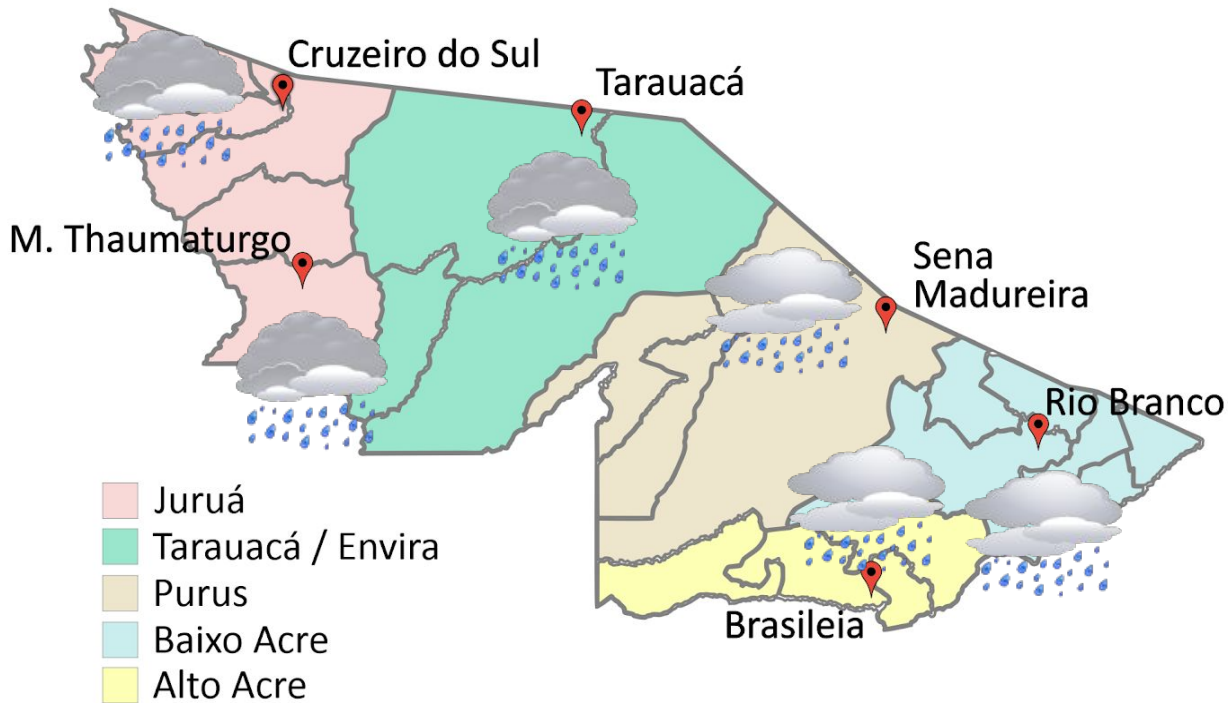 Cruzeiro do Sul
Tarauacá
M. Thaumaturgo
Sena
Madureira
Rio Branco
Brasileia
Juruá
Tarauacá / Envira
Purus
Baixo Acre
Alto Acre